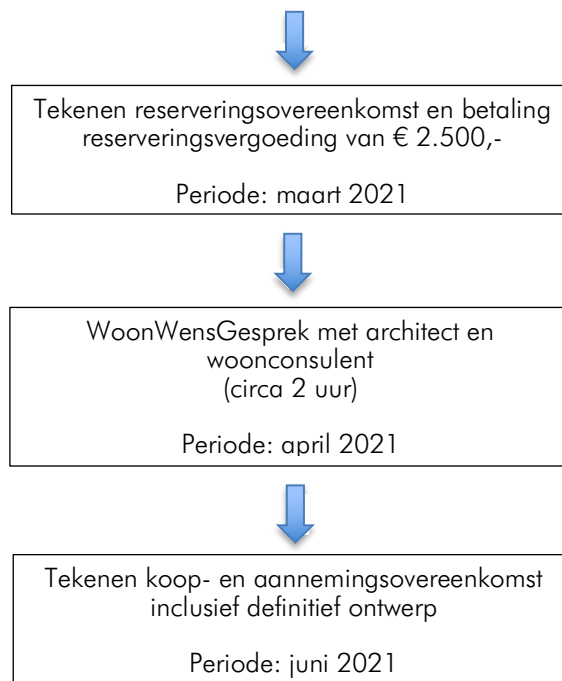 Tekenen reserveringsovereenkomst en betaling
reserveringsvergoeding van € 2.500,-
Periode: maart 2021
WoonWensGesprek met architect en
woonconsulent
(circa 2 uur)
Periode: april 2021
Tekenen koop- en aannemingsovereenkomst
inclusief definitief ontwerp
Periode: juni 2021